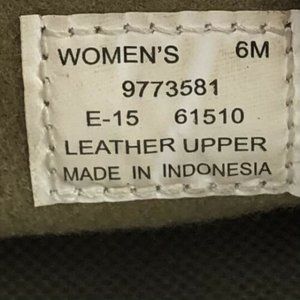 WOMEN'S 6M
9773581
E-15 61510
LEATHER UPPER
MADE IN INDONESIA